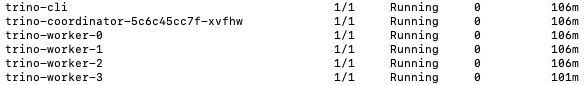 trino-cli 1/1 Running 0 106m
trino-coordinator-5c6c45cc7f-xvfhw 1/1 Running 0 106m
trino-worker-0 1/1 Running 0 106m
trino-worker-1 1/1 Running 0 106m
trino-worker-2 1/1 Running 0 106m
trino-worker-3 1/1 Running 0 101m